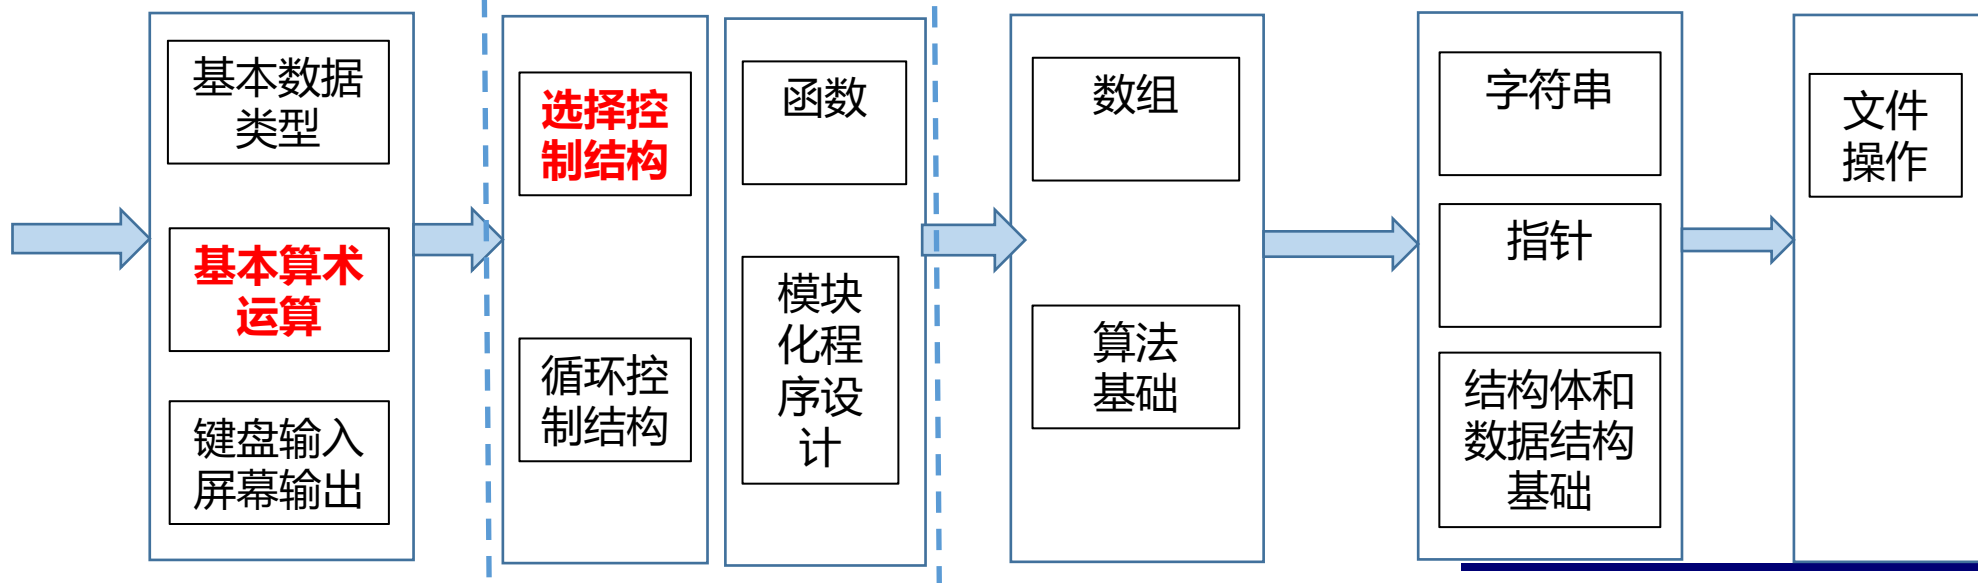 基本数据
类型
基本算术
运算
键盘输入
屏幕输出
选择控
制结构
循环控
制结构
函数
模块
化程
序设
计
数组
算法
基础
字符串
指针
结构体和
数据结构
基础
文件
操作